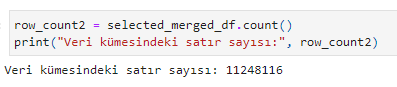 row_count2 = selected_merged_df.count()
print("Veri kümesindeki satır sayısı:", row_count2)
Veri kümesindeki satır sayısı: 11248116